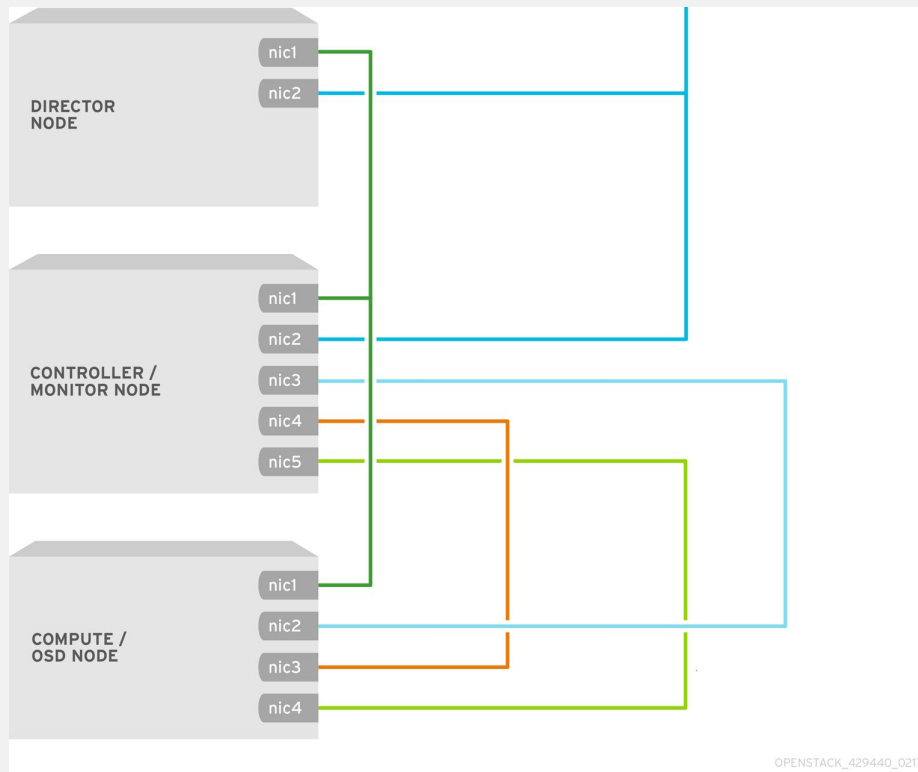 nic1
nic2
DIRECTOR
NODE
nic1
nic2
nic3
CONTROLLER /
MONITOR NODE
nic4
nic5
nic1
nic2
COMPUTE /
OSD NODE
nic3
nic4
OPENSTACK_429440_0217